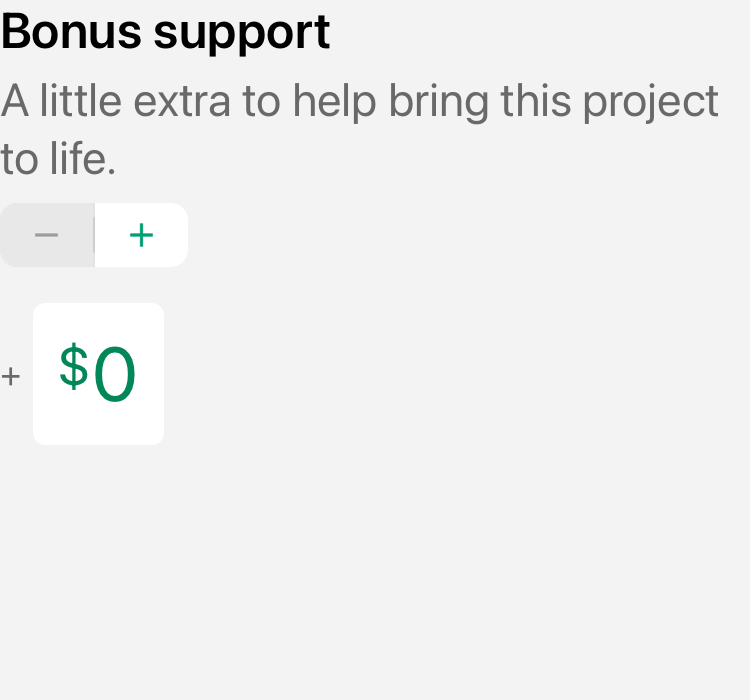 Bonus support
A little extra to help bring this project
to life.
− +
+ $0